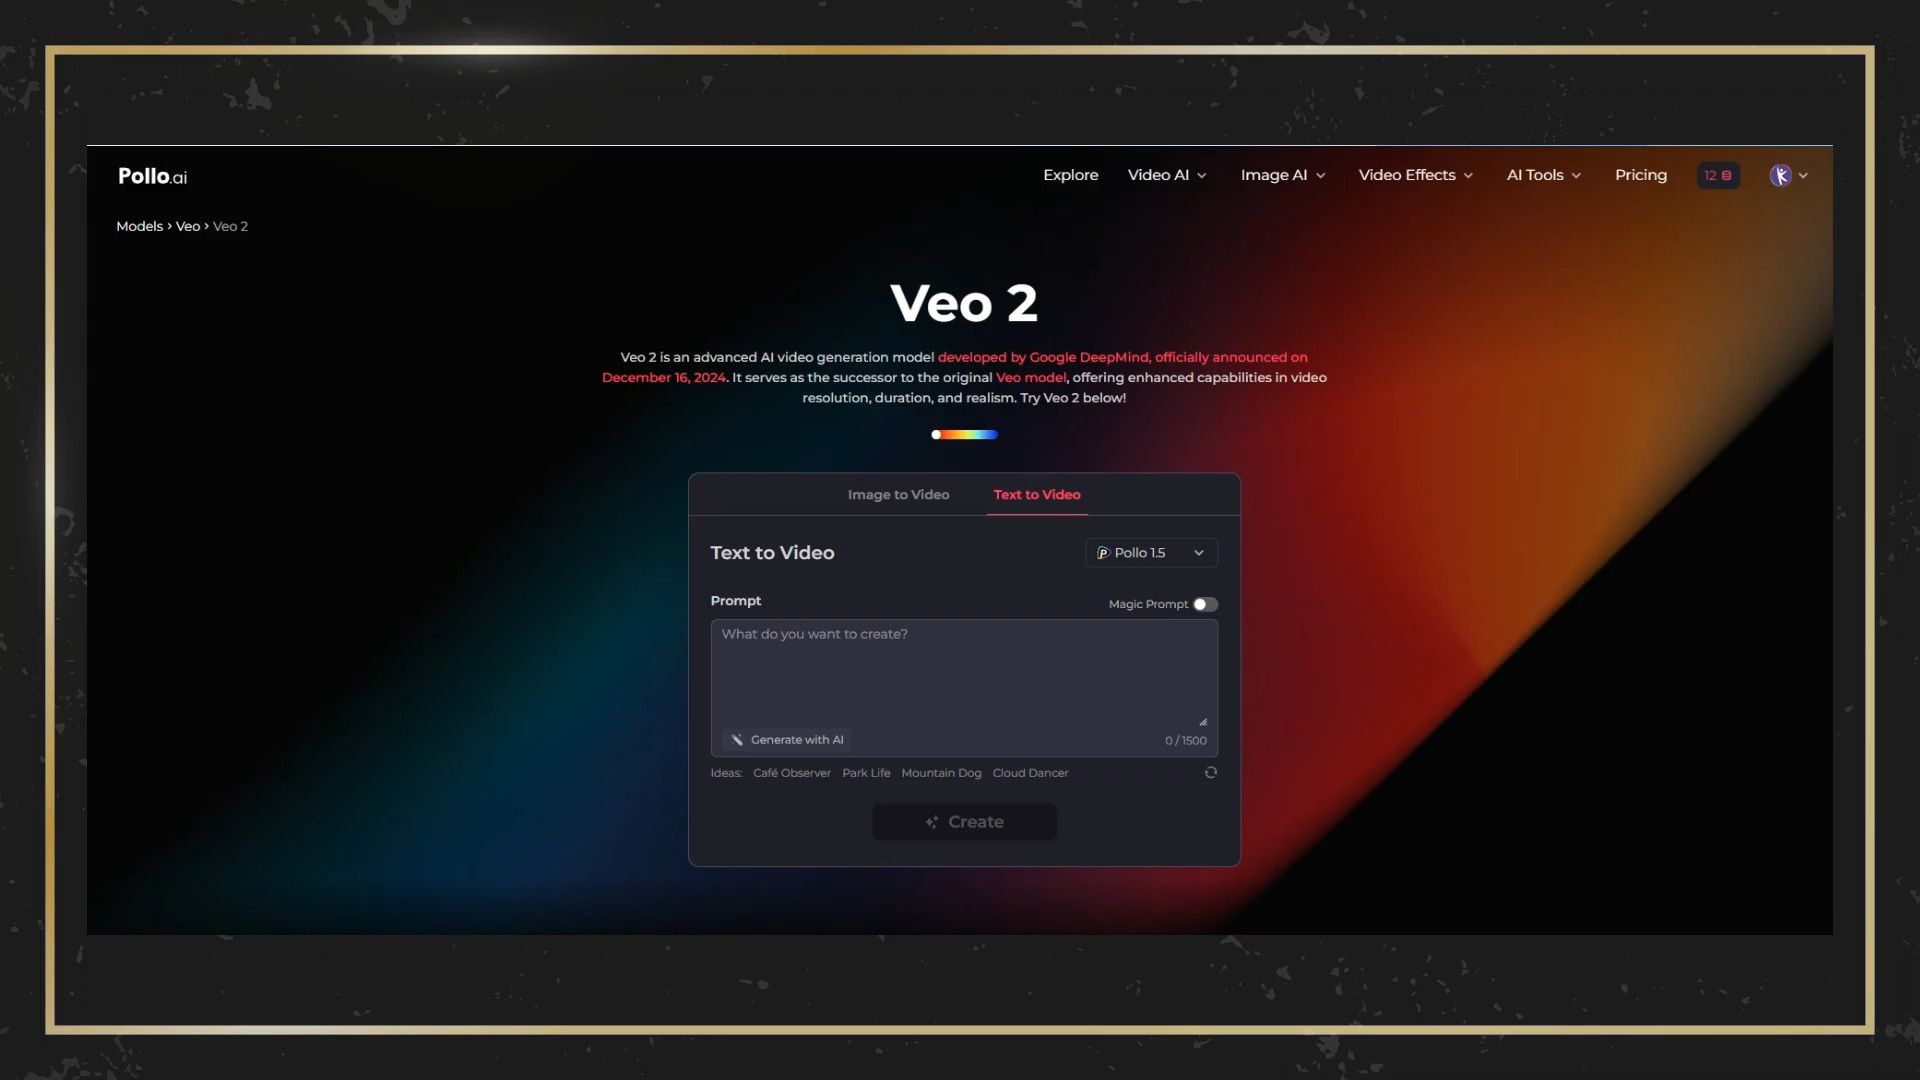 Pollo.ai
Explore
Video AI
Image AI
Video Effects
AI Tools
Pricing
12
Models › Veo › Veo 2
Veo 2
Veo 2 is an advanced AI video generation model developed by Google DeepMind, officially announced on
December 16, 2024. It serves as the successor to the original Veo model, offering enhanced capabilities in video
resolution, duration, and realism. Try Veo 2 below!
Image to Video
Text to Video
Text to Video
Pollo 1.5
Prompt
Magic Prompt
What do you want to create?
Generate with AI
0 / 1500
Ideas: Café Observer Park Life Mountain Dog Cloud Dancer
Create